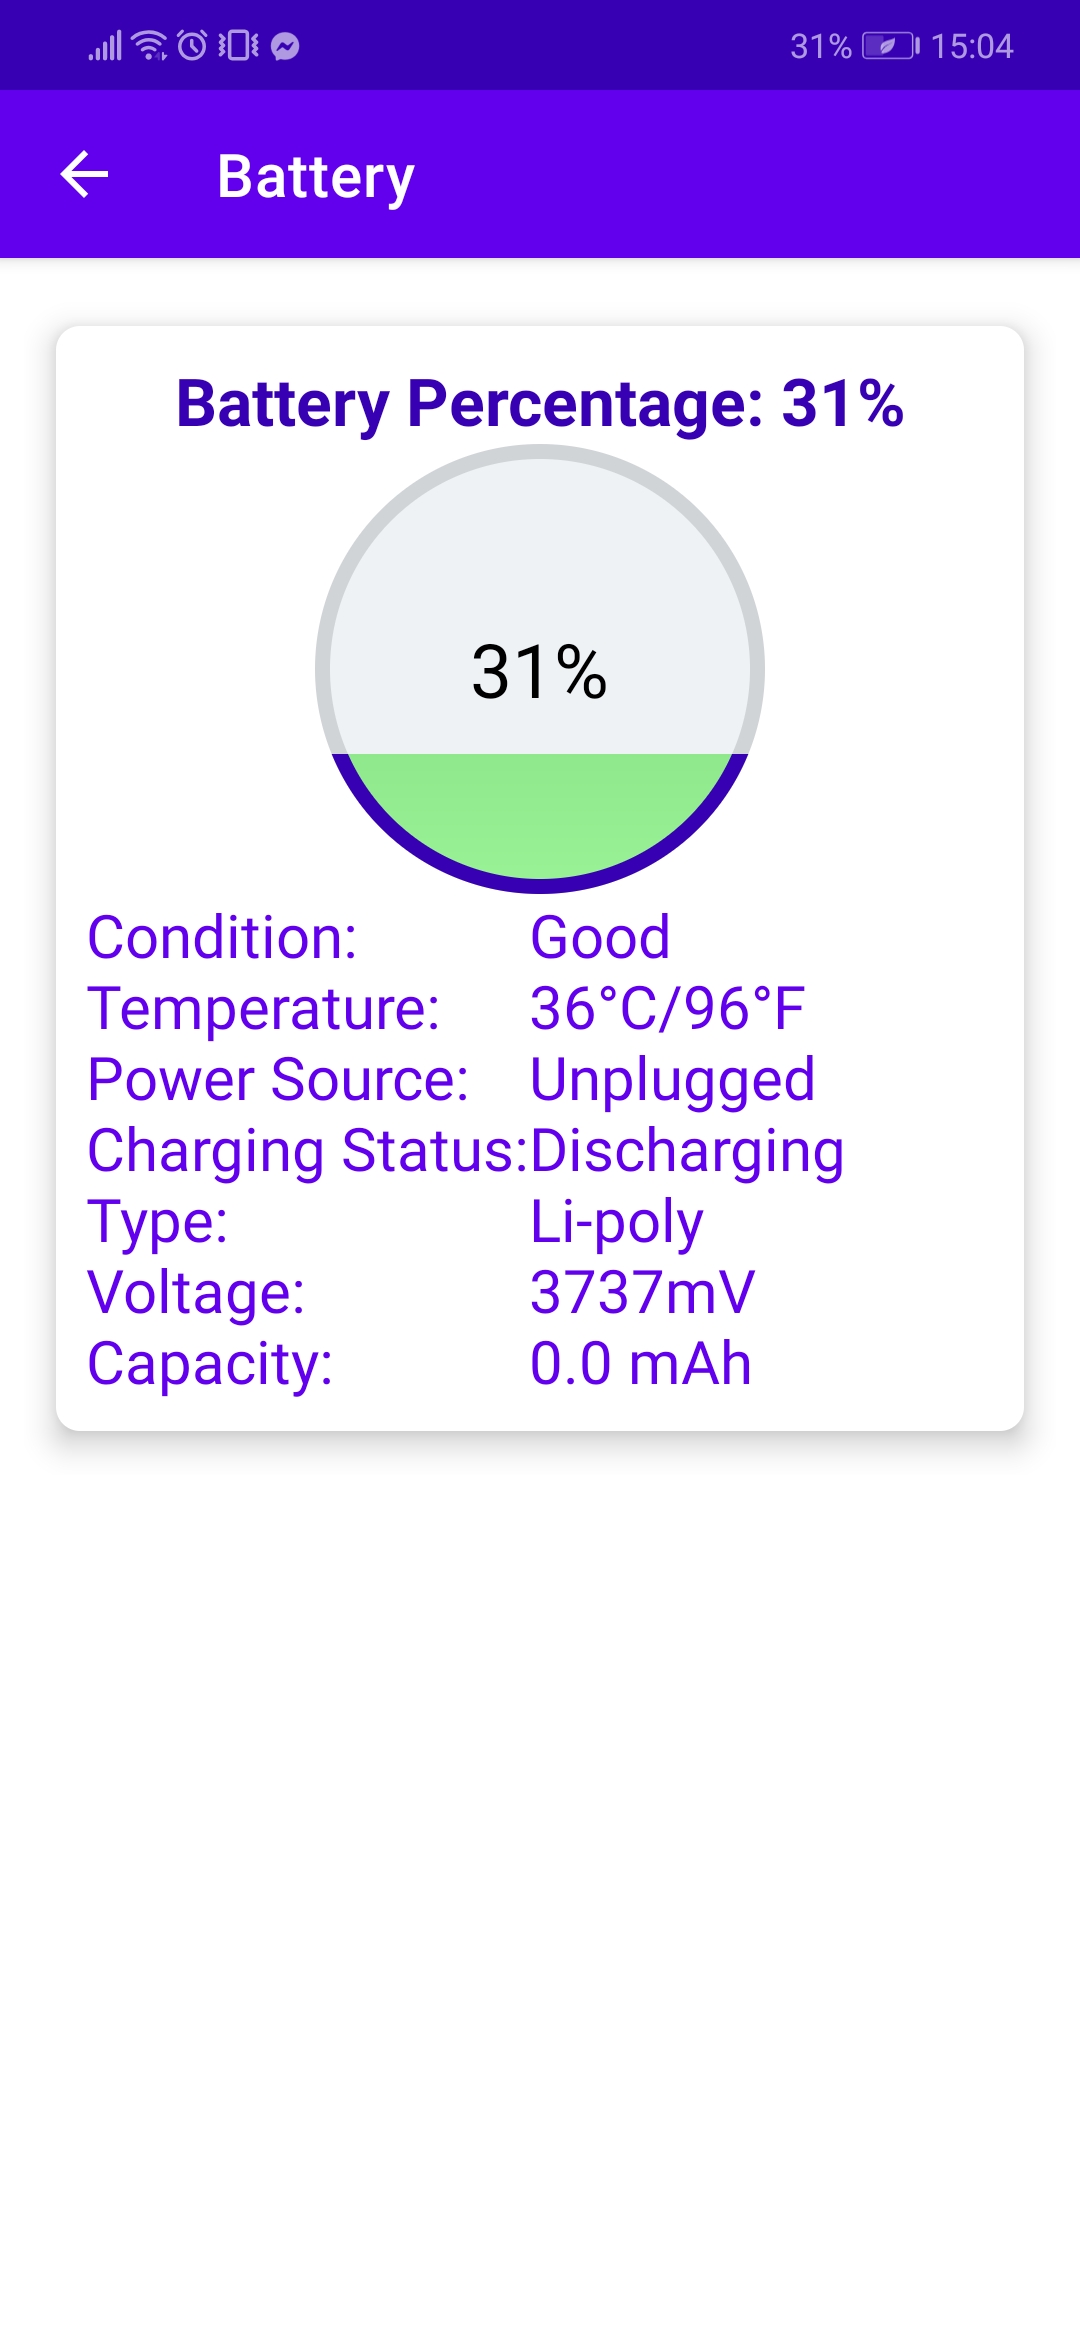 31% 15:04
Battery
Battery Percentage: 31%
31%
Condition: Good
Temperature: 36°C/96°F
Power Source: Unplugged
Charging Status:Discharging
Type: Li-poly
Voltage: 3737mV
Capacity: 0.0 mAh